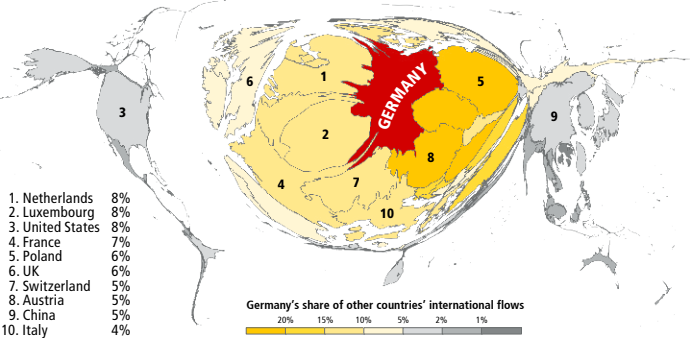 GERMANY
1
2
3
4
5
6
7
8
9
10
1. Netherlands 8%
2. Luxembourg 8%
3. United States 8%
4. France 7%
5. Poland 6%
6. UK 6%
7. Switzerland 5%
8. Austria 5%
9. China 5%
10. Italy 4%
Germany's share of other countries' international flows
20% 15% 10% 5% 2% 1%